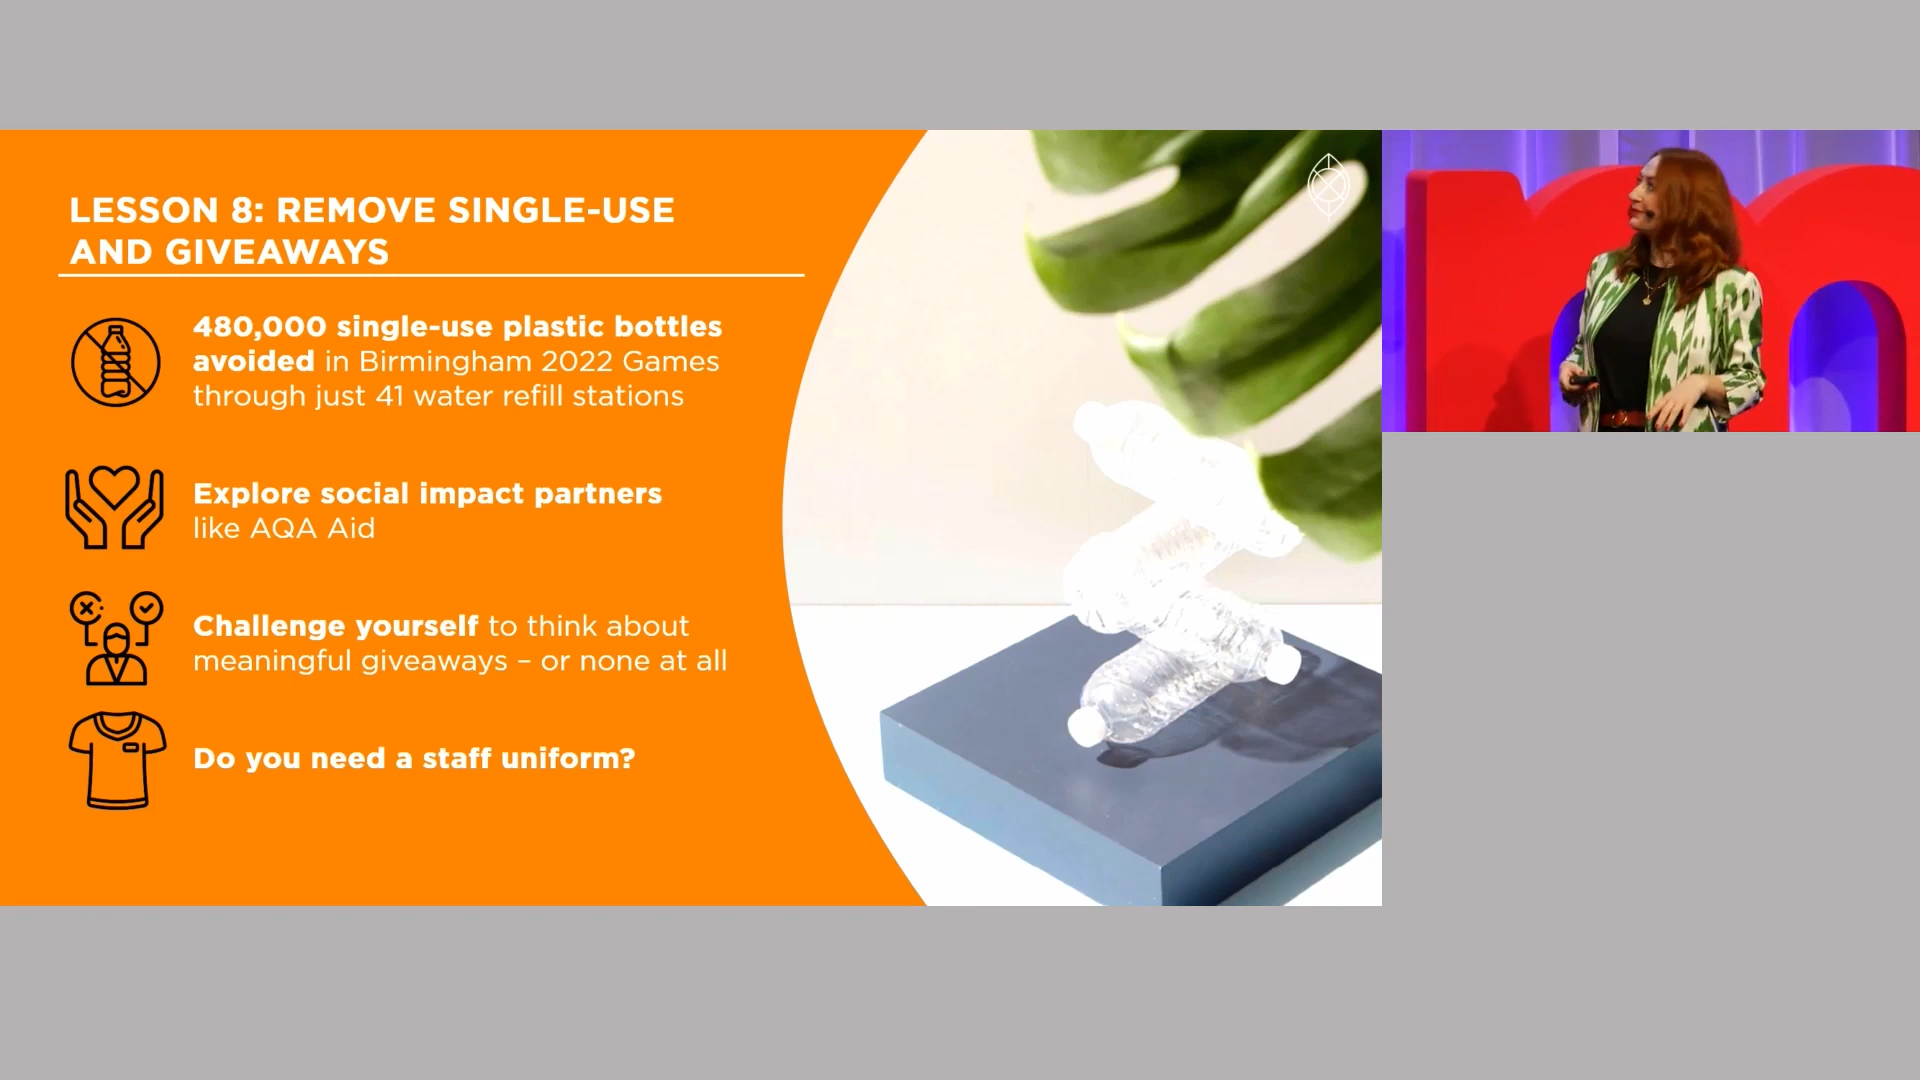 LESSON 8: REMOVE SINGLE-USE
AND GIVEAWAYS
480,000 single-use plastic bottles
avoided in Birmingham 2022 Games
through just 41 water refill stations
Explore social impact partners
like AQA Aid
Challenge yourself to think about
meaningful giveaways – or none at all
Do you need a staff uniform?